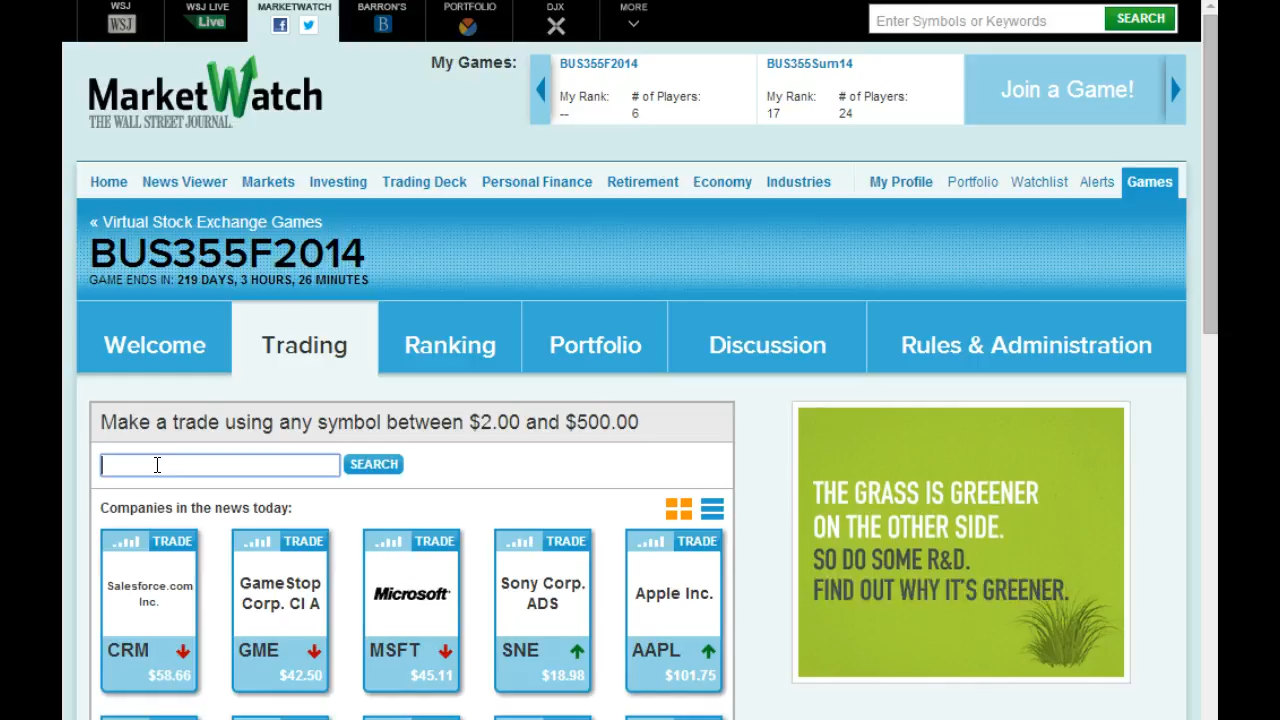 WSJ
WSJ
WSJ LIVE
Live
MARKETWATCH
BARRON'S
B
PORTFOLIO
DJX
MORE
Enter Symbols or Keywords
SEARCH
MarketWatch
THE WALL STREET JOURNAL.
My Games:
BUS355F2014
My Rank: # of Players:
-- 6
BUS355Sum14
My Rank: # of Players:
17 24
Join a Game!
Home News Viewer Markets Investing Trading Deck Personal Finance Retirement Economy Industries My Profile Portfolio Watchlist Alerts Games
« Virtual Stock Exchange Games
BUS355F2014
GAME ENDS IN: 219 DAYS, 3 HOURS, 26 MINUTES
Welcome Trading Ranking Portfolio Discussion Rules & Administration
Make a trade using any symbol between $2.00 and $500.00
SEARCH
Companies in the news today:
TRADE
Salesforce.com
Inc.
CRM
$58.66
TRADE
GameStop
Corp. Cl A
GME
$42.50
TRADE
Microsoft
MSFT
$45.11
TRADE
Sony Corp.
ADS
SNE
$18.98
TRADE
Apple Inc.
AAPL
$101.75
THE GRASS IS GREENER
ON THE OTHER SIDE.
SO DO SOME R&D.
FIND OUT WHY IT'S GREENER.